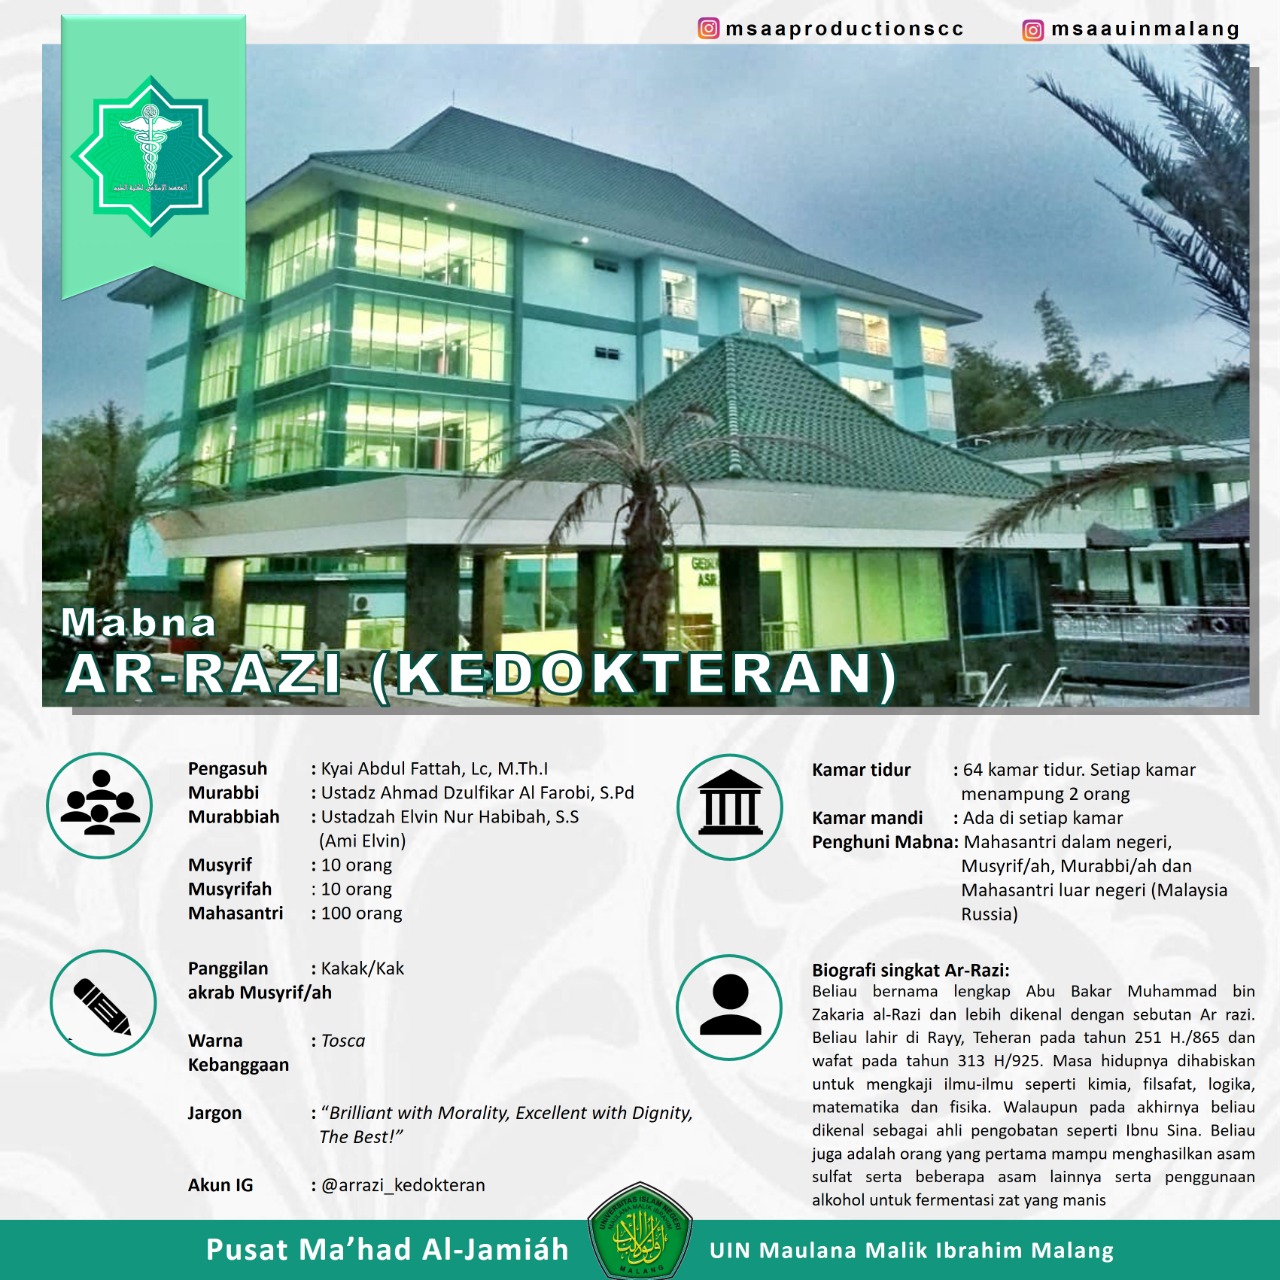 msaaproductionscc
msaauinmalang
GED
ASR
Mabna
AR-RAZI (KEDOKTERAN)
Pengasuh : Kyai Abdul Fattah, Lc, M.Th.I
Murabbi : Ustadz Ahmad Dzulfikar Al Farobi, S.Pd
Murabbiah : Ustadzah Elvin Nur Habibah, S.S
(Ami Elvin)
Musyrif : 10 orang
Musyrifah : 10 orang
Mahasantri : 100 orang
Panggilan : Kakak/Kak
akrab Musyrif/ah
Warna : Tosca
Kebanggaan
Jargon : “Brilliant with Morality, Excellent with Dignity,
The Best!”
Akun IG : @arrazi_kedokteran
Kamar tidur : 64 kamar tidur. Setiap kamar
menampung 2 orang
Kamar mandi : Ada di setiap kamar
Penghuni Mabna: Mahasantri dalam negeri,
Musyrif/ah, Murabbi/ah dan
Mahasantri luar negeri (Malaysia
Russia)
Biografi singkat Ar-Razi:
Beliau bernama lengkap Abu Bakar Muhammad bin
Zakaria al-Razi dan lebih dikenal dengan sebutan Ar razi.
Beliau lahir di Rayy, Teheran pada tahun 251 H./865 dan
wafat pada tahun 313 H/925. Masa hidupnya dihabiskan
untuk mengkaji ilmu-ilmu seperti kimia, filsafat, logika,
matematika dan fisika. Walaupun pada akhirnya beliau
dikenal sebagai ahli pengobatan seperti Ibnu Sina. Beliau
juga adalah orang yang pertama mampu menghasilkan asam
sulfat serta beberapa asam lainnya serta penggunaan
alkohol untuk fermentasi zat yang manis
Pusat Ma’had Al-Jamiáh
UNIVERSITAS ISLAM NEGERI
MAULANA MALIK IBRAHIM
MALANG
UIN Maulana Malik Ibrahim Malang